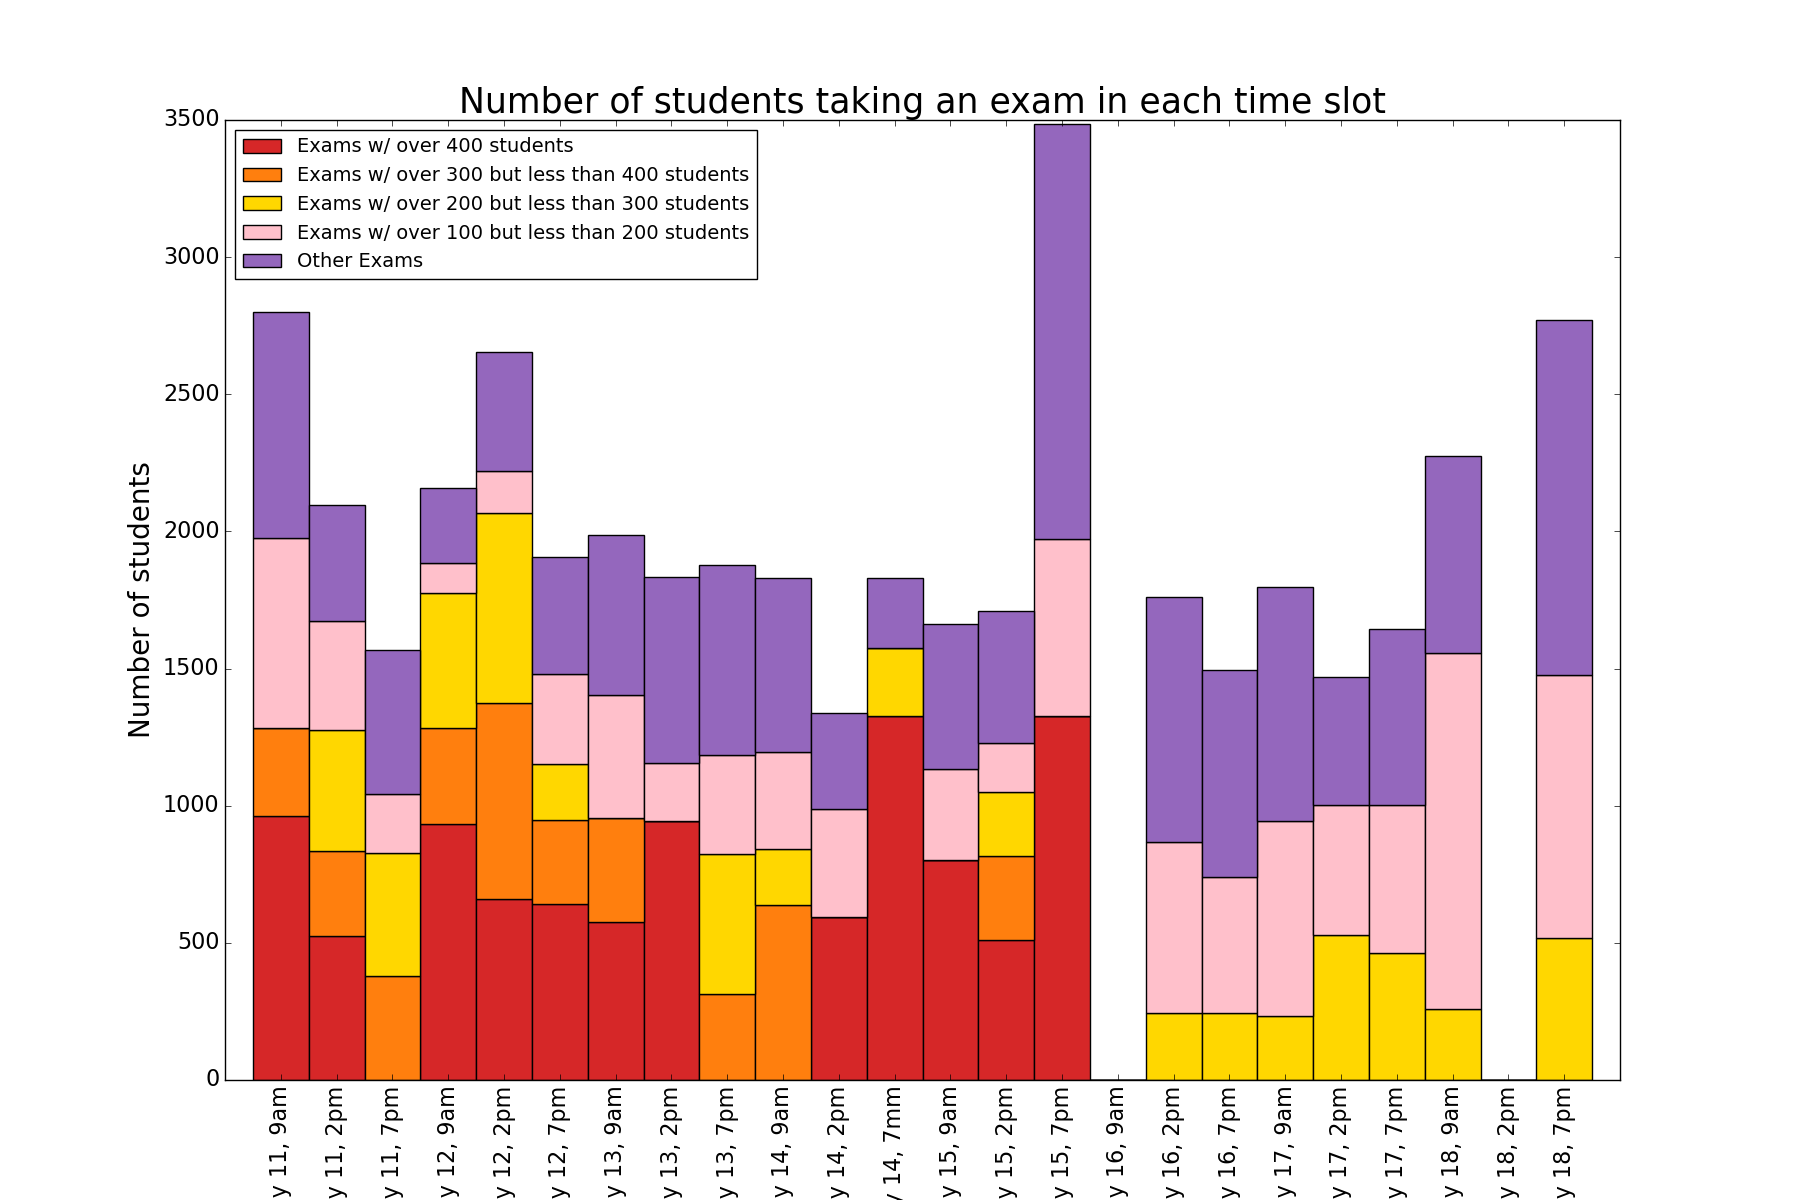 Number of students taking an exam in each time slot
Exams w/ over 400 students
Exams w/ over 300 but less than 400 students
Exams w/ over 200 but less than 300 students
Exams w/ over 100 but less than 200 students
Other Exams
Number of students
3500
3000
2500
2000
1500
1000
500
0
y 11, 9am
y 11, 2pm
y 11, 7pm
y 12, 9am
y 12, 2pm
y 12, 7pm
y 13, 9am
y 13, 2pm
y 13, 7pm
y 14, 9am
y 14, 2pm
y 14, 7mm
y 15, 9am
y 15, 2pm
y 15, 7pm
y 16, 9am
y 16, 2pm
y 16, 7pm
y 17, 9am
y 17, 2pm
y 17, 7pm
y 18, 9am
y 18, 2pm
y 18, 7pm